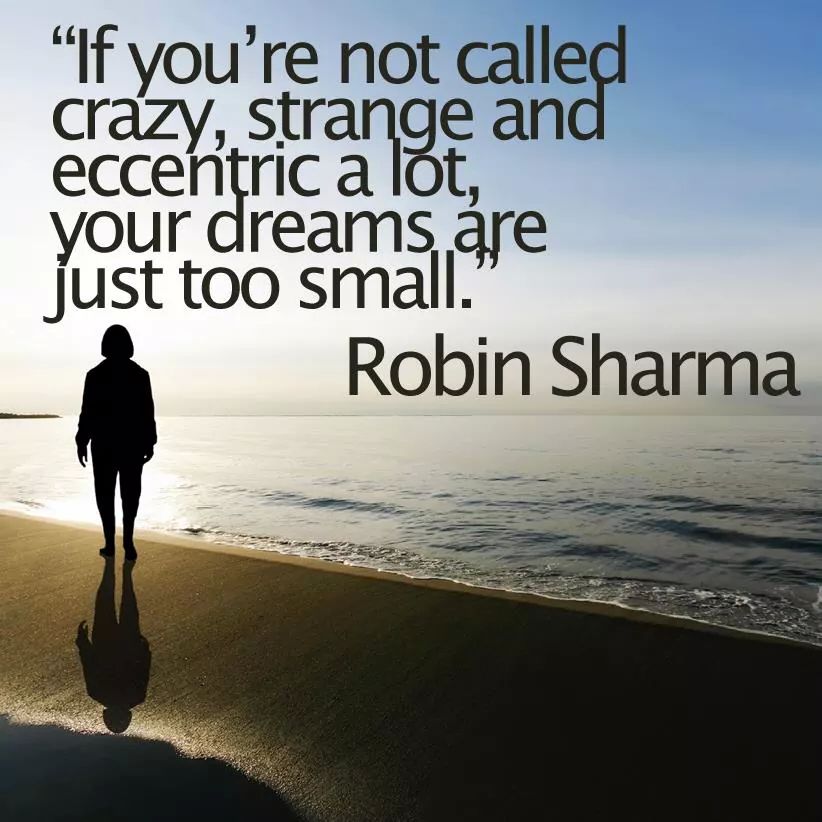 “If you’re not called
crazy, strange and
eccentric a lot,
your dreams are
just too small.”
Robin Sharma